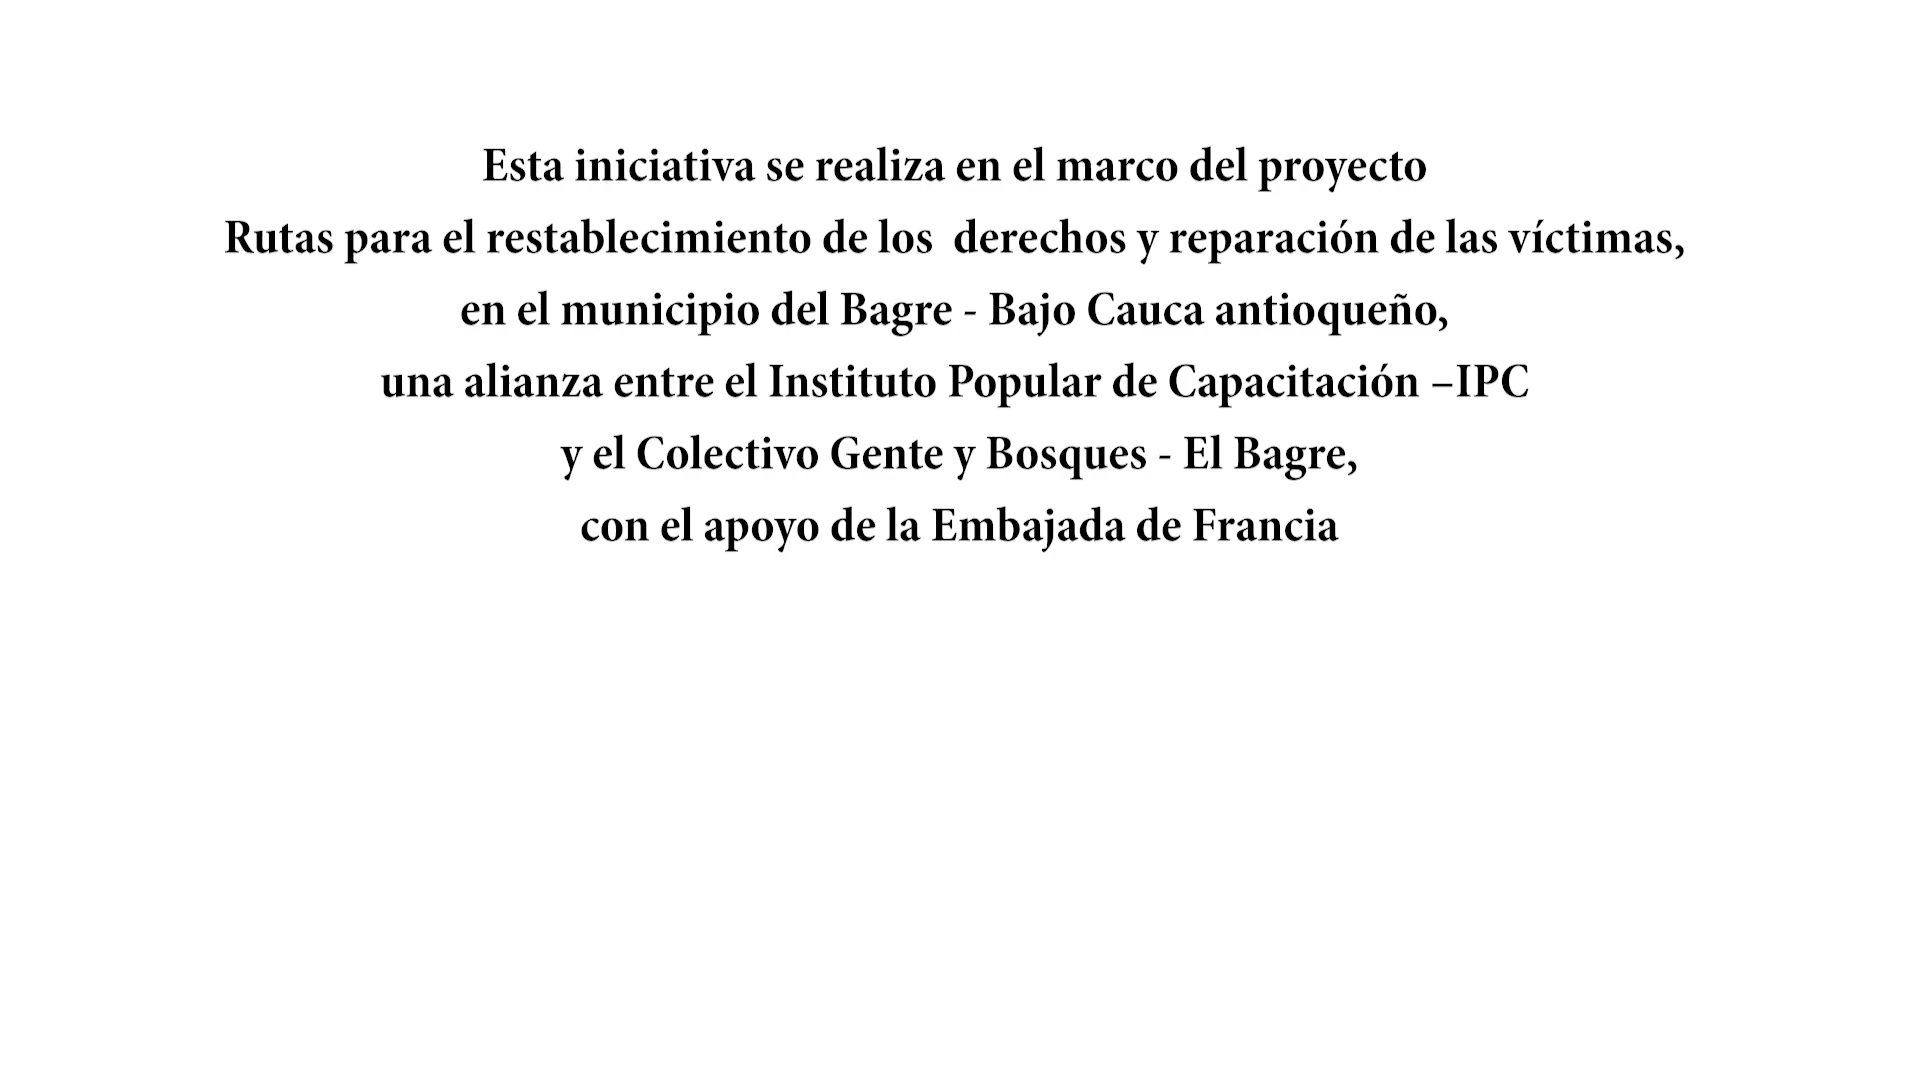 Esta iniciativa se realiza en el marco del proyecto
Rutas para el restablecimiento de los  derechos y reparación de las víctimas,
en el municipio del Bagre - Bajo Cauca antioqueño,
una alianza entre el Instituto Popular de Capacitación –IPC
y el Colectivo Gente y Bosques - El Bagre,
con el apoyo de la Embajada de Francia